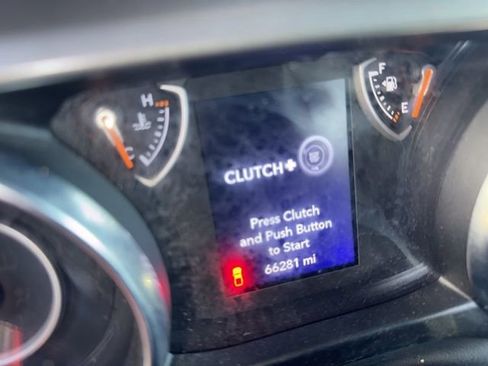 H
C
F
E
CLUTCH+
Press Clutch
and Push Button
to Start
66281 mi